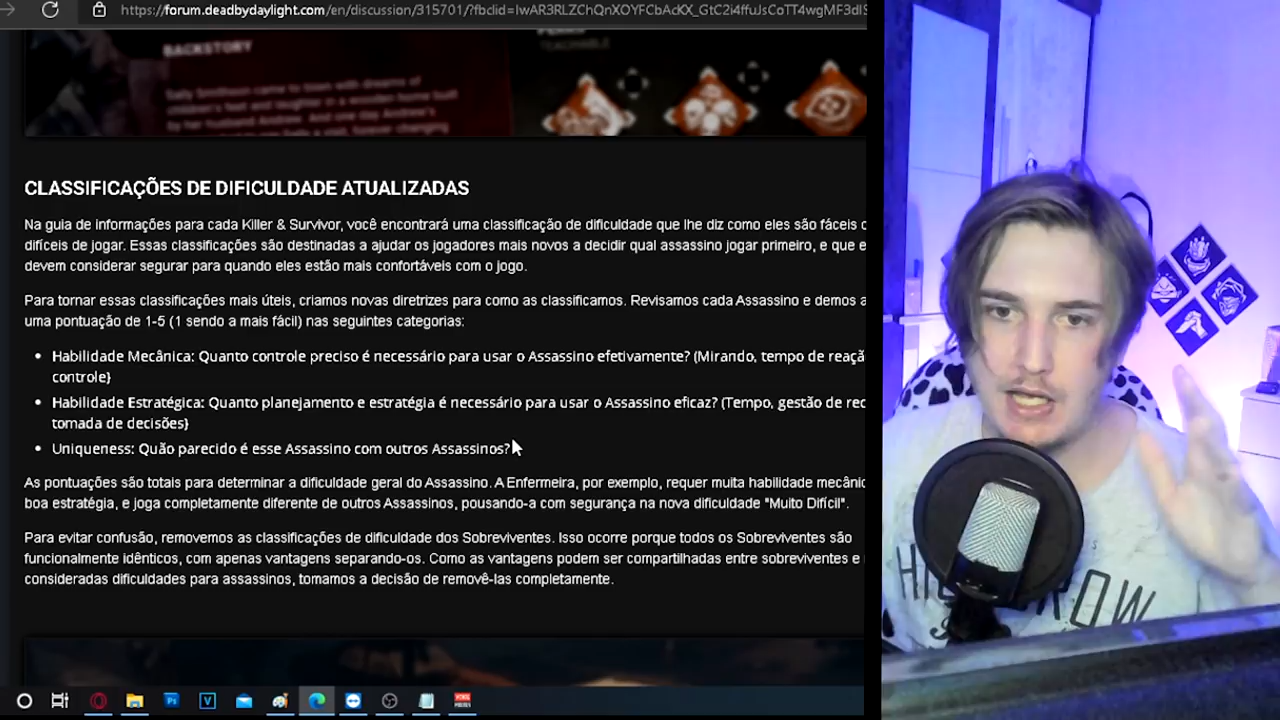 https://forum.deadbydaylight.com/en/discussion/315701/?fbclid=IwAR3RLZChQnXOYFCbAcKX_GtC2i4ffuJsCoTT4wgMF3dIS
BACKSTORY
TEACHABLE
CLASSIFICAÇÕES DE DIFICULDADE ATUALIZADAS
Na guia de informações para cada Killer & Survivor, você encontrará uma classificação de dificuldade que lhe diz como eles são fáceis o
difíceis de jogar. Essas classificações são destinadas a ajudar os jogadores mais novos a decidir qual assassino jogar primeiro, e que e
devem considerar segurar para quando eles estão mais confortáveis com o jogo.
Para tornar essas classificações mais úteis, criamos novas diretrizes para como as classificamos. Revisamos cada Assassino e demos a
uma pontuação de 1-5 (1 sendo a mais fácil) nas seguintes categorias:
• Habilidade Mecânica: Quanto controle preciso é necessário para usar o Assassino efetivamente? (Mirando, tempo de reaçã
controle}
• Habilidade Estratégica: Quanto planejamento e estratégia é necessário para usar o Assassino eficaz? (Tempo, gestão de rec
tomada de decisões}
• Uniqueness: Quão parecido é esse Assassino com outros Assassinos?
As pontuações são totais para determinar a dificuldade geral do Assassino. A Enfermeira, por exemplo, requer muita habilidade mecânic
boa estratégia, e joga completamente diferente de outros Assassinos, pousando-a com segurança na nova dificuldade "Muito Difícil".
Para evitar confusão, removemos as classificações de dificuldade dos Sobreviventes. Isso ocorre porque todos os Sobreviventes são
funcionalmente idênticos, com apenas vantagens separando-os. Como as vantagens podem ser compartilhadas entre sobreviventes e
consideradas dificuldades para assassinos, tomamos a decisão de removê-las completamente.